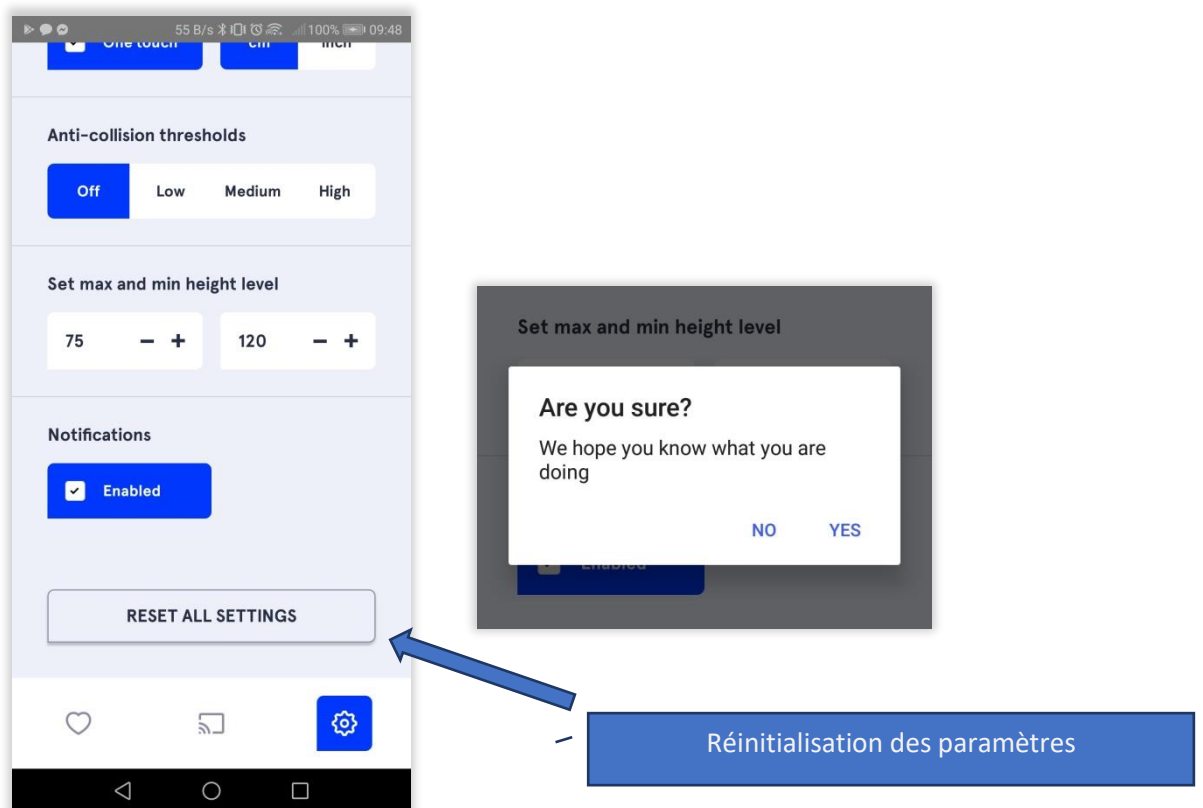 55 B/s 100% 09:48
One touch cm inch
Anti-collision thresholds
Off Low Medium High
Set max and min height level
75 − + 120 − +
Notifications
Enabled
RESET ALL SETTINGS
Set max and min height level
Are you sure?
We hope you know what you are
doing
NO YES
Enabled
Réinitialisation des paramètres